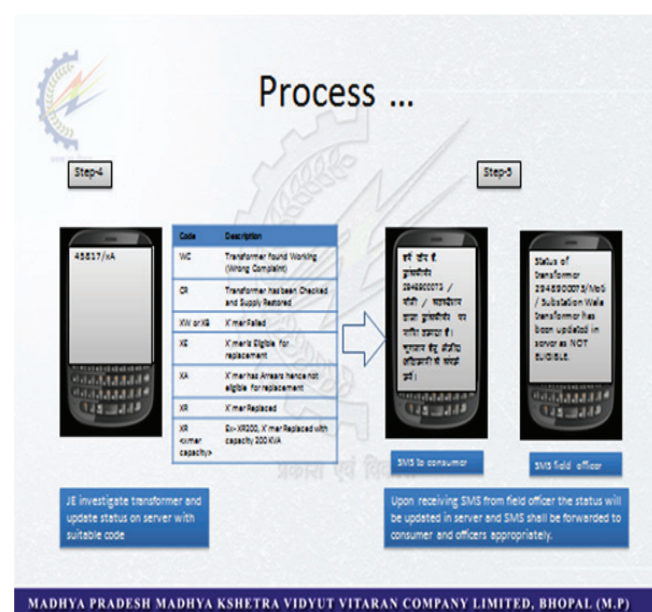 Process ...
Step-4
45817/xA
Code Description
WC Transformer found Working
(Wrong Complaint)
CR Transformer has been Checked
and Supply Restored
XW or XB X'mer Failed
XE X'mer is Eligible for
replacement
XA X'mer has Arrears hence not
eligible for replacement
XR X'mer Replaced
XR Ex- XR200, X'mer Replaced with
<xmer capacity 200 KVA
capacity>
JE investigate transformer and
update status on server with
suitable code
Step-5
2948900073 /
SMS to consumer
Status of
transformer
2948900073/Moti
/ Substation Wala
transformer has
been updated in
server as NOT
ELIGIBLE.
SMS field officer
Upon receiving SMS from field officer the status will
be updated in server and SMS shall be forwarded to
consumer and officers appropriately.
MADHYA PRADESH MADHYA KSHETRA VIDYUT VITARAN COMPANY LIMITED, BHOPAL (M.P)